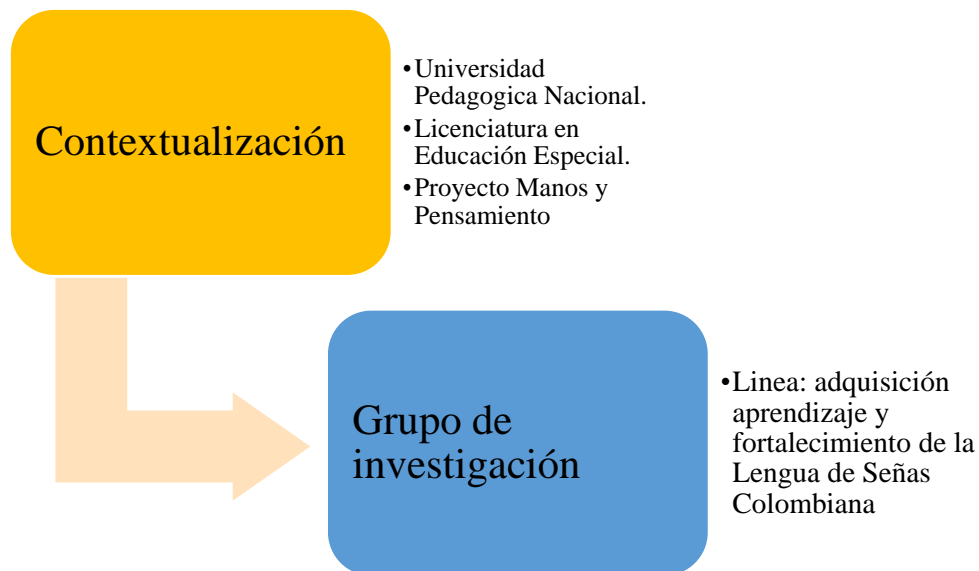 Contextualización
•Universidad
Pedagogica Nacional.
•Licenciatura en
Educación Especial.
•Proyecto Manos y
Pensamiento
Grupo de
investigación
•Linea: adquisición
aprendizaje y
fortalecimiento de la
Lengua de Señas
Colombiana